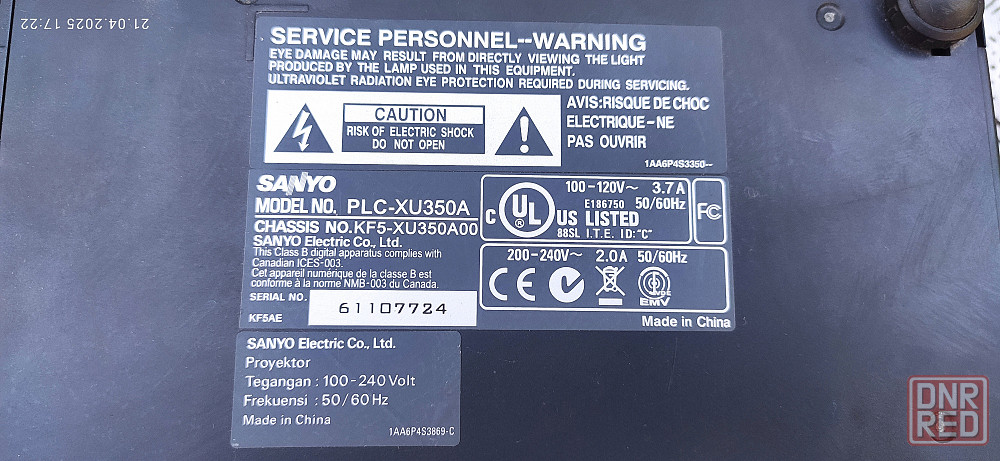 21.04.2025 17:22
SERVICE PERSONNEL--WARNING
EYE DAMAGE MAY RESULT FROM DIRECTLY VIEWING THE LIGHT
PRODUCED BY THE LAMP USED IN THIS EQUIPMENT.
ULTRAVIOLET RADIATION EYE PROTECTION REQUIRED DURING SERVICING.
CAUTION
RISK OF ELECTRIC SHOCK
DO NOT OPEN
AVIS:RISQUE DE CHOC
ELECTRIQUE-NE
PAS OUVRIR
1AA6P4S3350--
SANYO
MODEL NO. PLC-XU350A
CHASSIS NO.KF5-XU350A00
SANYO Electric Co., Ltd.
This Class B digital apparatus complies with
Canadian ICES-003.
Cet appareil numérique de la classe B est
conforme à la norme NMB-003 du Canada.
SERIAL NO.
61107724
KF5AE
100-120V~ 3.7A
E186750 50/60Hz
C UL ® US LISTED
88SL I.T.E. ID:"C"
FC
200-240V~ 2.0A 50/60Hz
CE
VDE
EMV
Made in China
SANYO Electric Co., Ltd.
Proyektor
Tegangan : 100-240 Volt
Frekuensi : 50/60 Hz
Made in China
1AA6P4S3869-C
DNR
RED